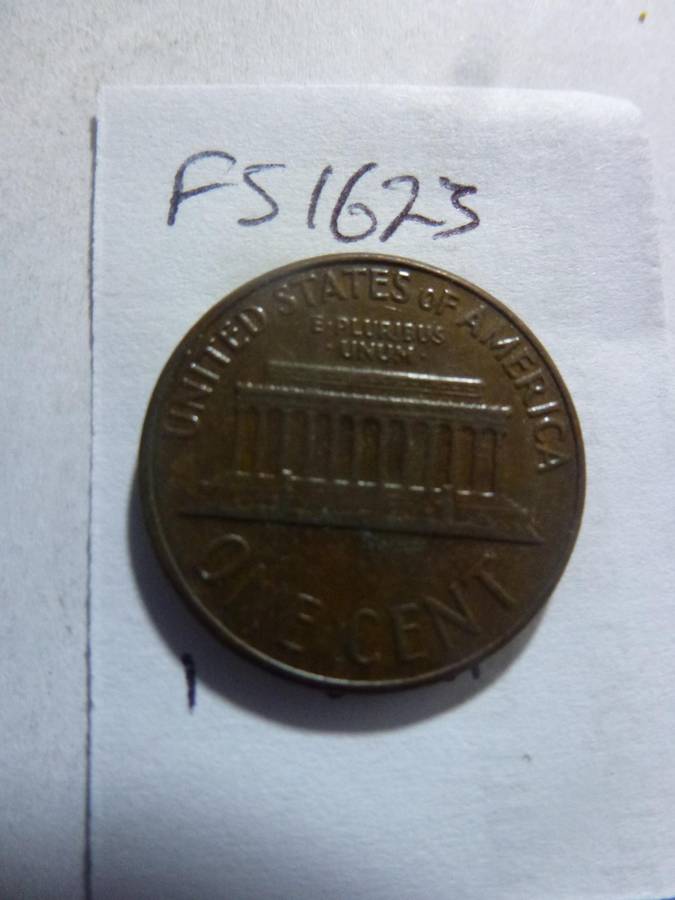 FS1623
UNITED STATES OF AMERICA
E·PLURIBUS
·UNUM·
ONE CENT